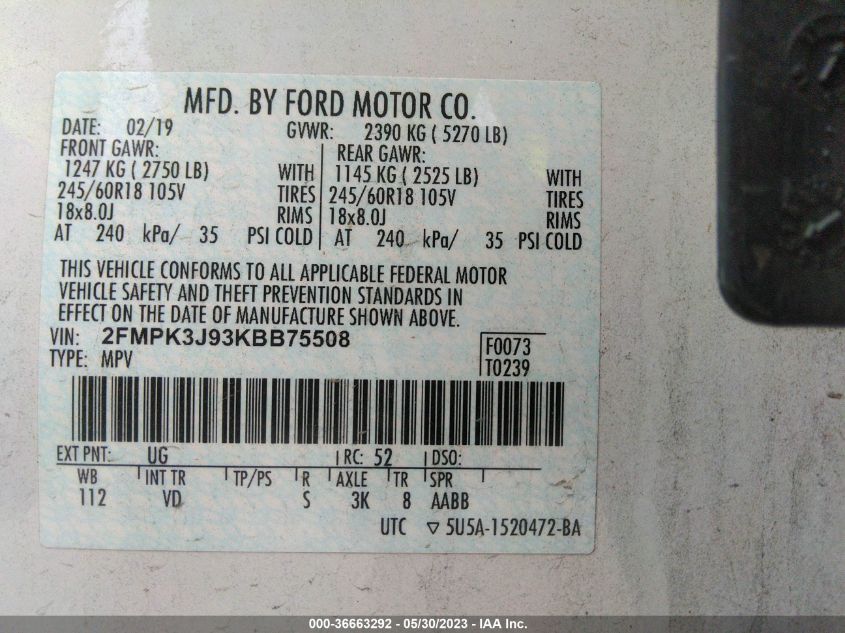 MFD. BY FORD MOTOR CO.
DATE: 02/19 GVWR: 2390 KG ( 5270 LB)
FRONT GAWR: REAR GAWR:
1247 KG ( 2750 LB) WITH 1145 KG ( 2525 LB) WITH
245/60R18 105V TIRES 245/60R18 105V TIRES
18x8.0J RIMS 18x8.0J RIMS
AT 240 kPa/ 35 PSI COLD AT 240 kPa/ 35 PSI COLD
THIS VEHICLE CONFORMS TO ALL APPLICABLE FEDERAL MOTOR
VEHICLE SAFETY AND THEFT PREVENTION STANDARDS IN
EFFECT ON THE DATE OF MANUFACTURE SHOWN ABOVE.
VIN: 2FMPK3J93KBB75508 F0073
TYPE: MPV T0239
EXT PNT: UG RC: 52 DSO:
WB INT TR TP/PS R AXLE TR SPR
112 VD S 3K 8 AABB
UTC ▽ 5U5A-1520472-BA
000-36663292 - 05/30/2023 - IAA Inc.